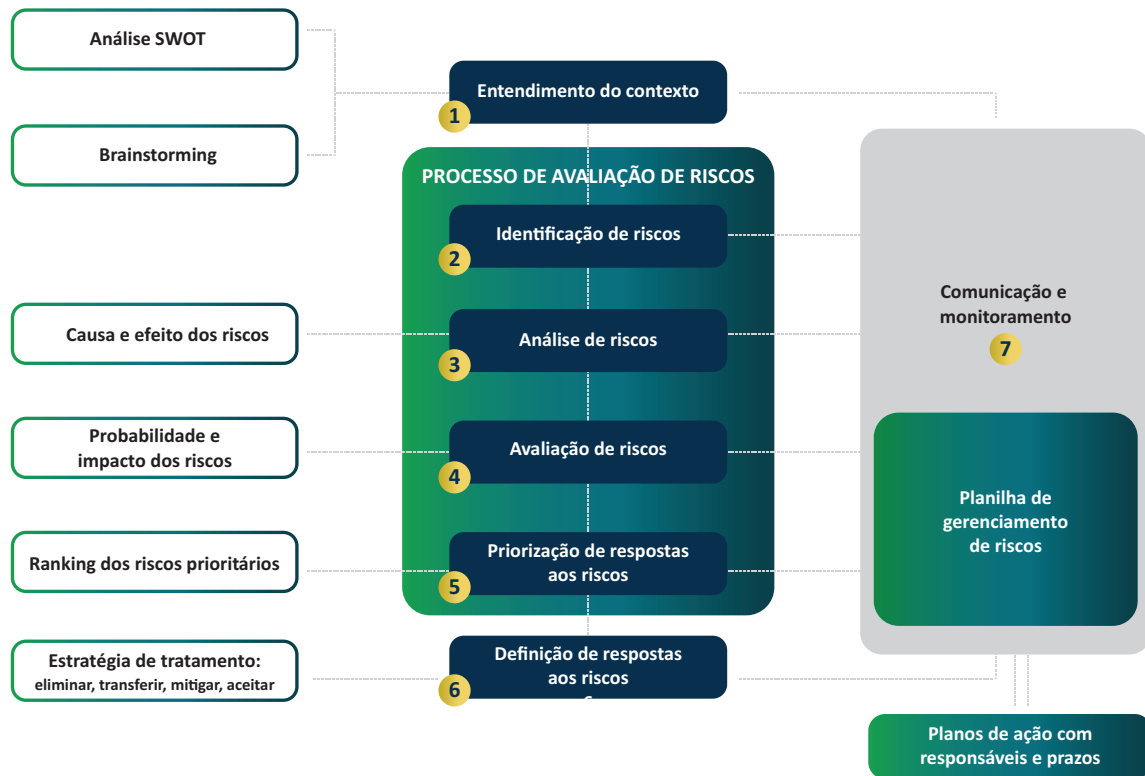 Análise SWOT
Brainstorming
Entendimento do contexto
1
PROCESSO DE AVALIAÇÃO DE RISCOS
Identificação de riscos
2
Causa e efeito dos riscos
Análise de riscos
3
Probabilidade e
impacto dos riscos
Avaliação de riscos
4
Ranking dos riscos prioritários
Priorização de respostas
aos riscos
5
Estratégia de tratamento:
eliminar, transferir, mitigar, aceitar
Definição de respostas
aos riscos
6
Comunicação e
monitoramento
7
Planilha de
gerenciamento
de riscos
Planos de ação com
responsáveis e prazos